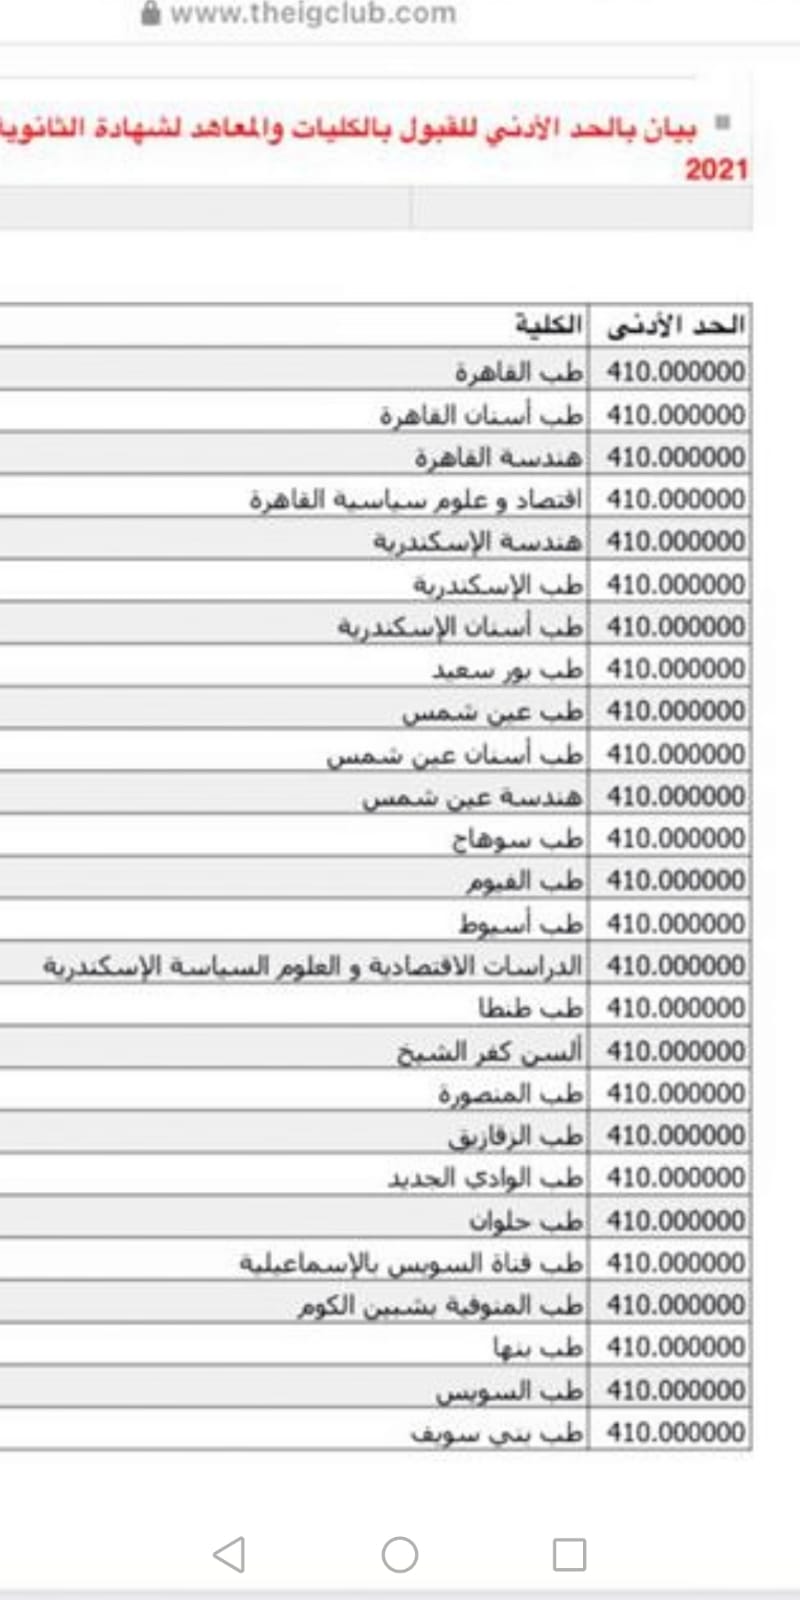 www.theigclub.com
بيان بالحد الأدني للقبول بالكليات والمعاهد لشهادة الثانوية
2021
الحد الأدنى الكلية
410.000000 طب القاهرة
410.000000 طب أسنان القاهرة
410.000000 هندسة القاهرة
410.000000 اقتصاد و علوم سياسية القاهرة
410.000000 هندسة الإسكندرية
410.000000 طب الإسكندرية
410.000000 طب أسنان الإسكندرية
410.000000 طب بور سعيد
410.000000 طب عين شمس
410.000000 طب أسنان عين شمس
410.000000 هندسة عين شمس
410.000000 طب سوهاج
410.000000 طب الفيوم
410.000000 طب أسيوط
410.000000 الدراسات الاقتصادية و العلوم السياسة الإسكندرية
410.000000 طب طنطا
410.000000 ألسن كفر الشيخ
410.000000 طب المنصورة
410.000000 طب الزقازيق
410.000000 طب الوادي الجديد
410.000000 طب حلوان
410.000000 طب قناة السويس بالإسماعيلية
410.000000 طب المنوفية بشبين الكوم
410.000000 طب بنها
410.000000 طب السويس
410.000000 طب بني سويف